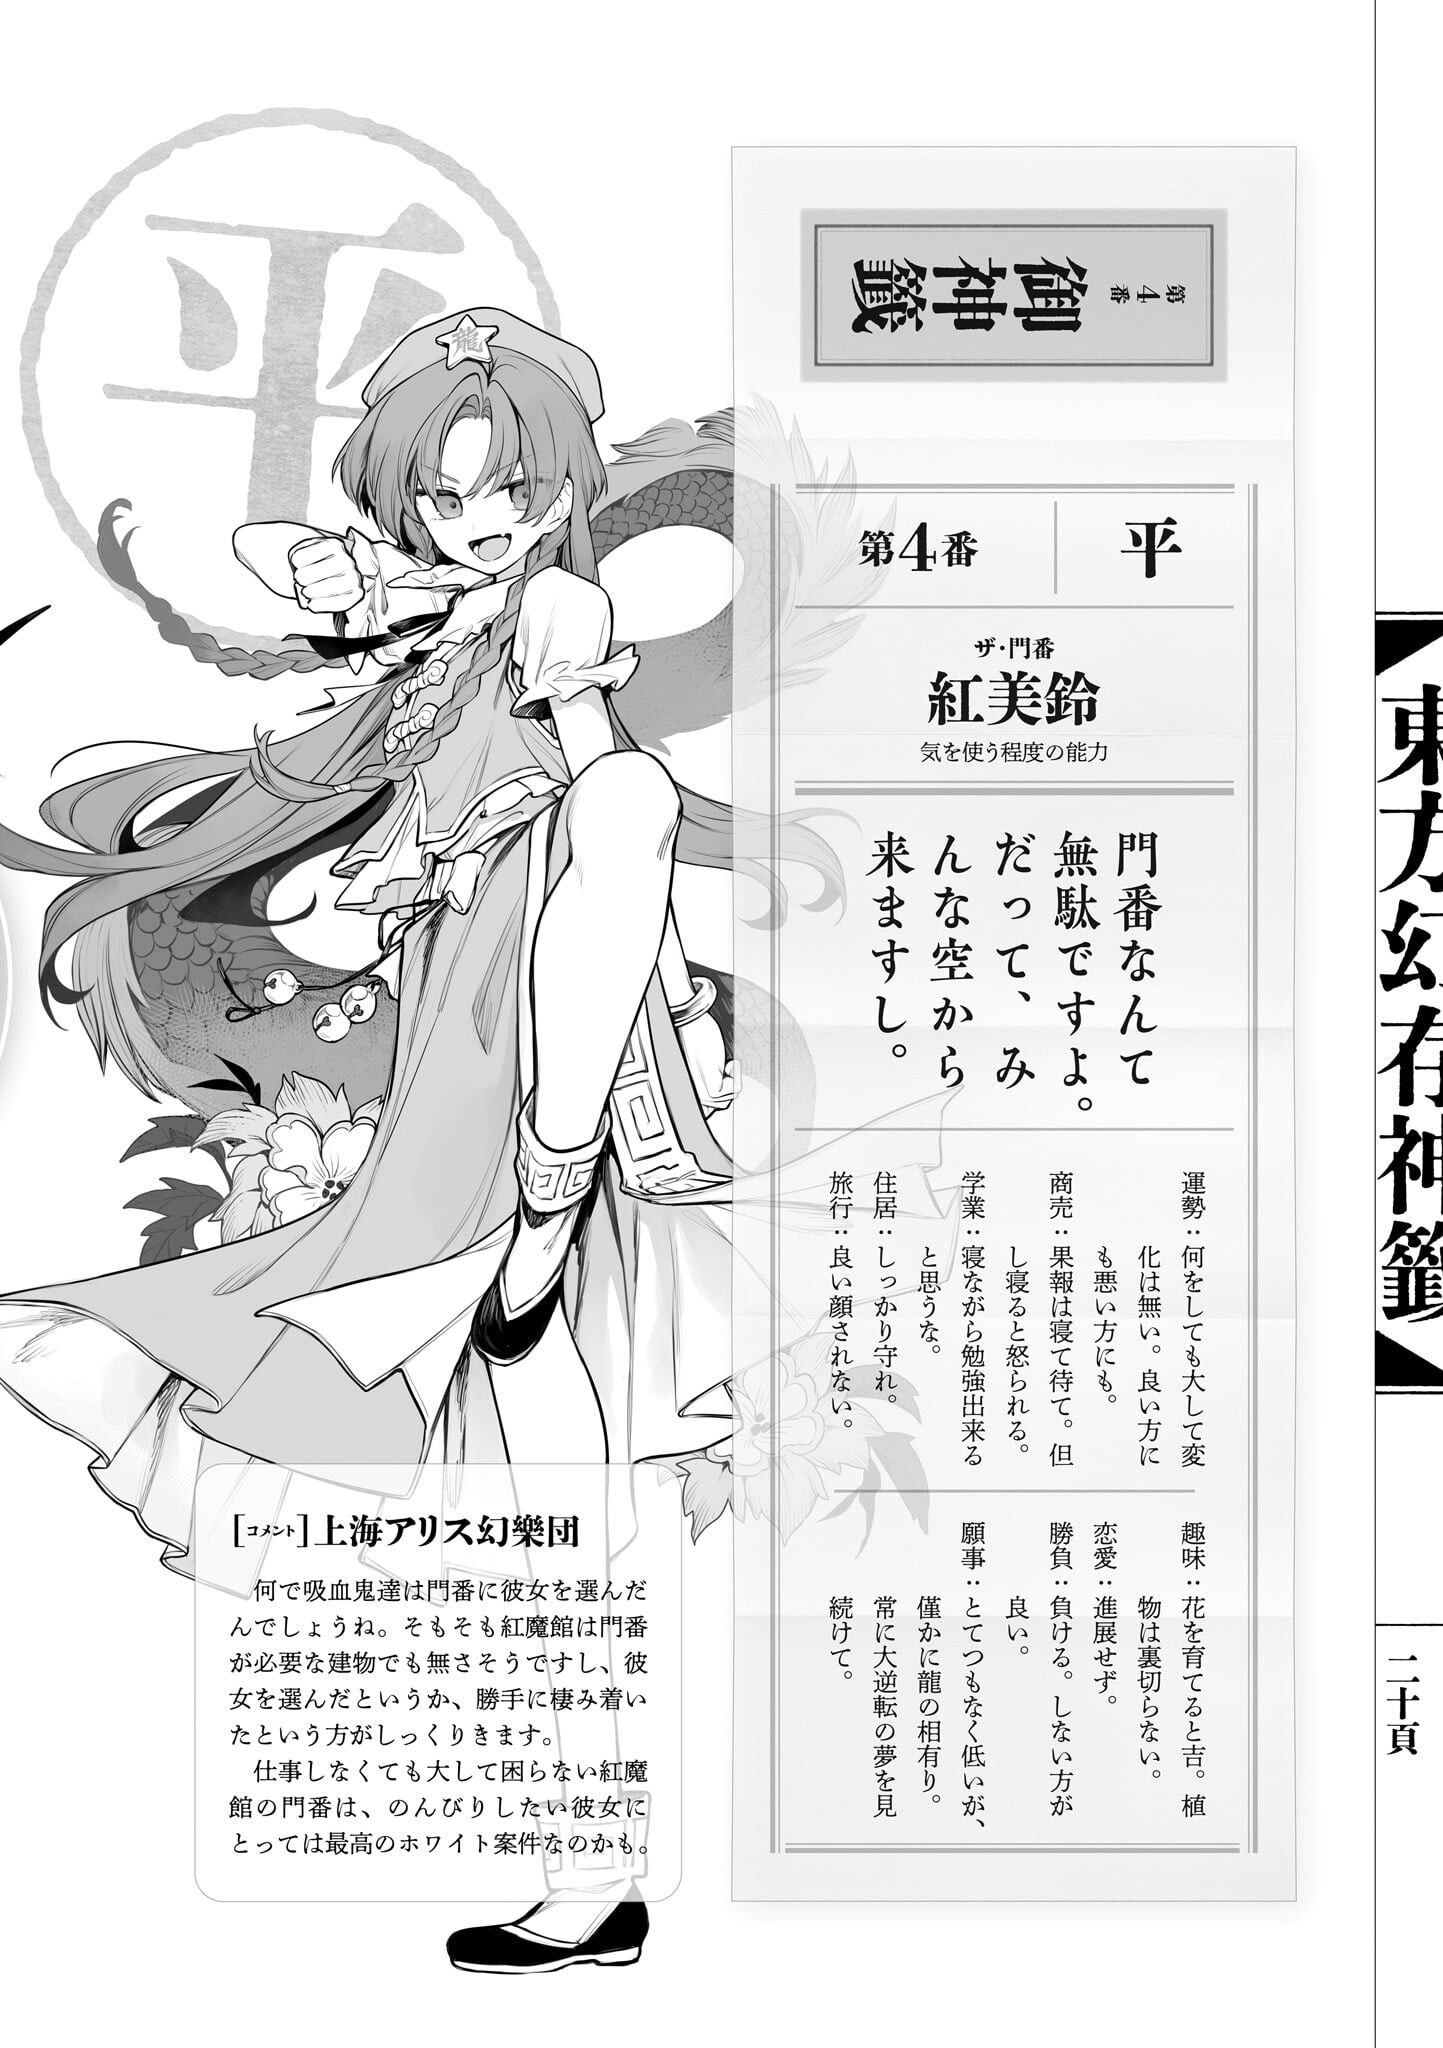 東方幻存神籤
二十頁
第4番
御神籤
平
第4番
ザ・門番
紅美鈴
気を使う程度の能力
門番なんて
無駄ですよ。
だって、み
んな空から
来ますし。
運勢：何をしても大して変
化は無い。良い方に
も悪い方にも。
商売：果報は寝て待て。但
し寝ると怒られる。
学業：寝ながら勉強出来る
と思うな。
住居：しっかり守れ。
旅行：良い顔されない。
趣味：花を育てると吉。植
物は裏切らない。
恋愛：進展せず。
勝負：負ける。しない方が
良い。
願事：とてつもなく低いが、
僅かに龍の相有り。
常に大逆転の夢を見
続けて。
平
龍
［コメント］上海アリス幻樂団
何で吸血鬼達は門番に彼女を選んだ
んでしょうね。そもそも紅魔館は門番
が必要な建物でも無さそうですし、彼
女を選んだというか、勝手に棲み着い
たという方がしっくりきます。
仕事しなくても大して困らない紅魔
館の門番は、のんびりしたい彼女に
とっては最高のホワイト案件なのかも。